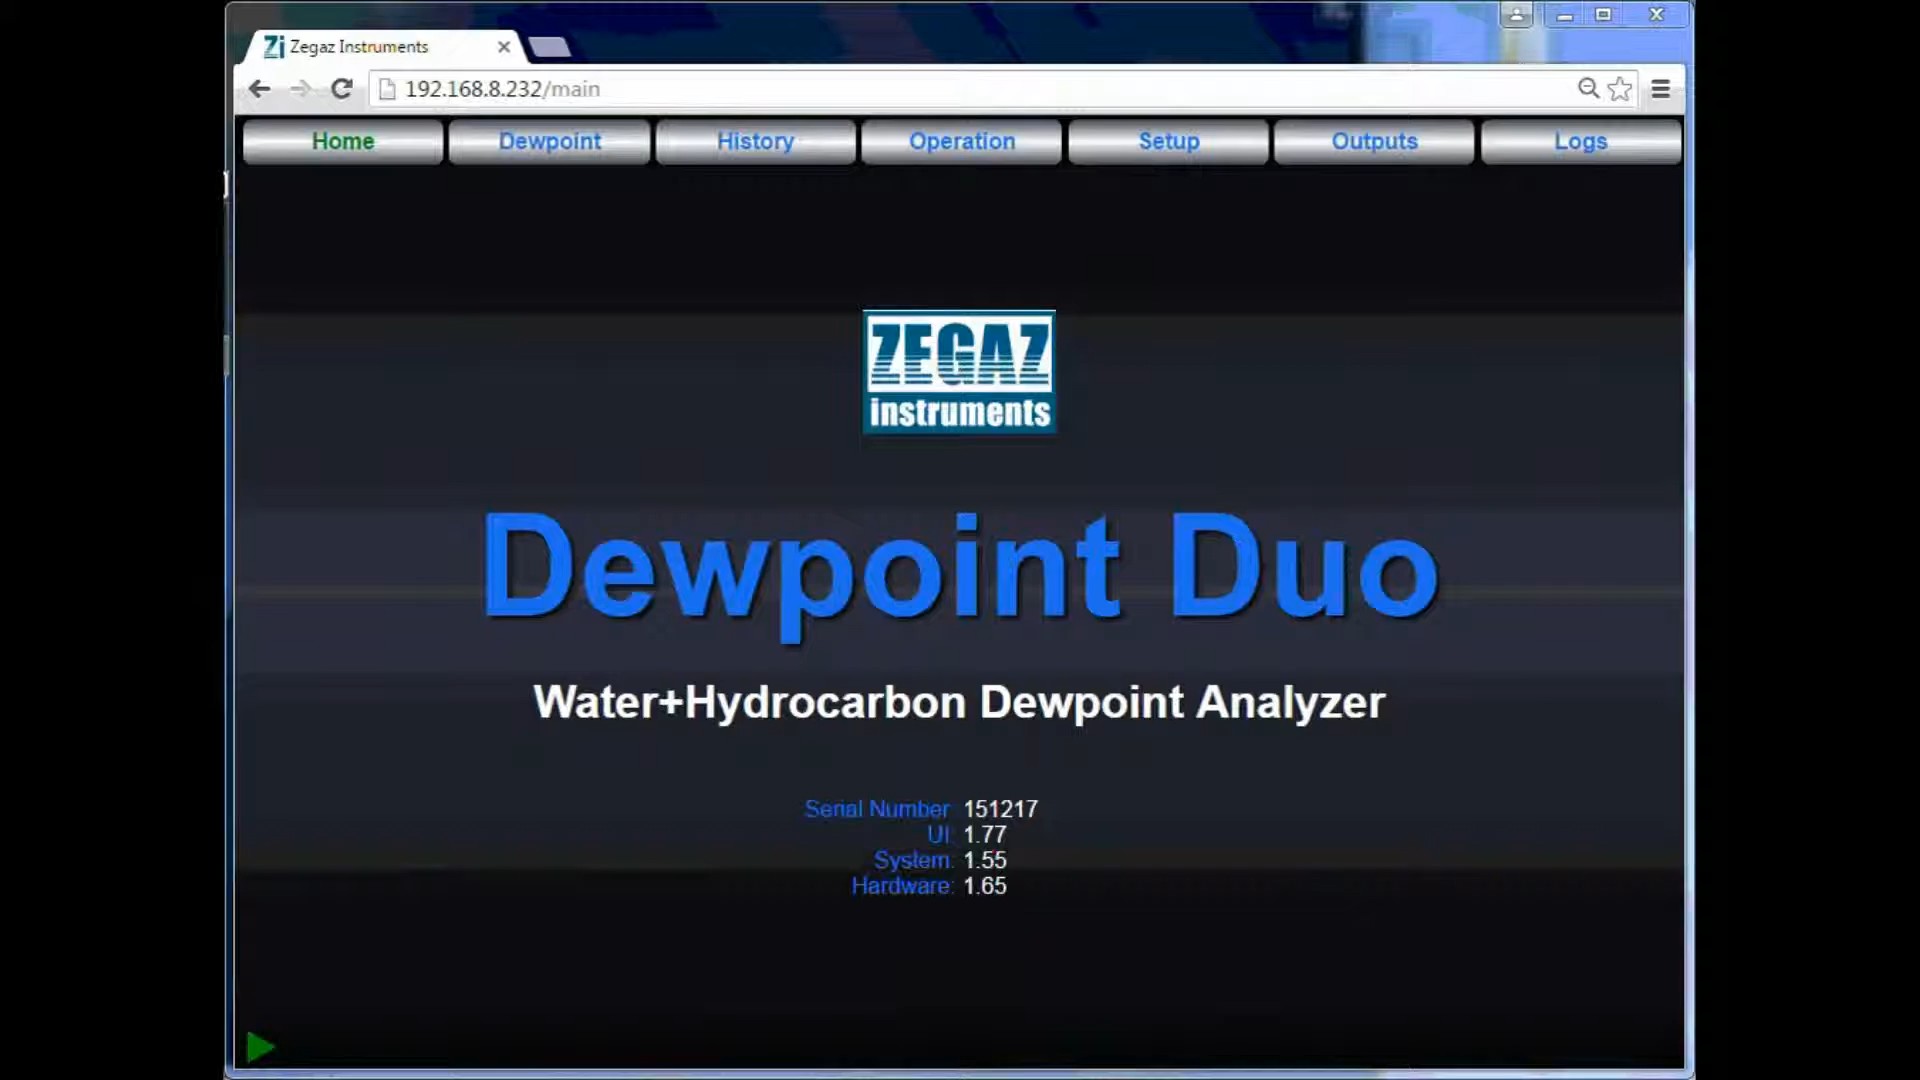 Zi Zegaz Instruments
192.168.8.232/main
Home Dewpoint History Operation Setup Outputs Logs
ZEGAZ
instruments
Dewpoint Duo
Water+Hydrocarbon Dewpoint Analyzer
Serial Number: 151217
UI: 1.77
System: 1.55
Hardware: 1.65